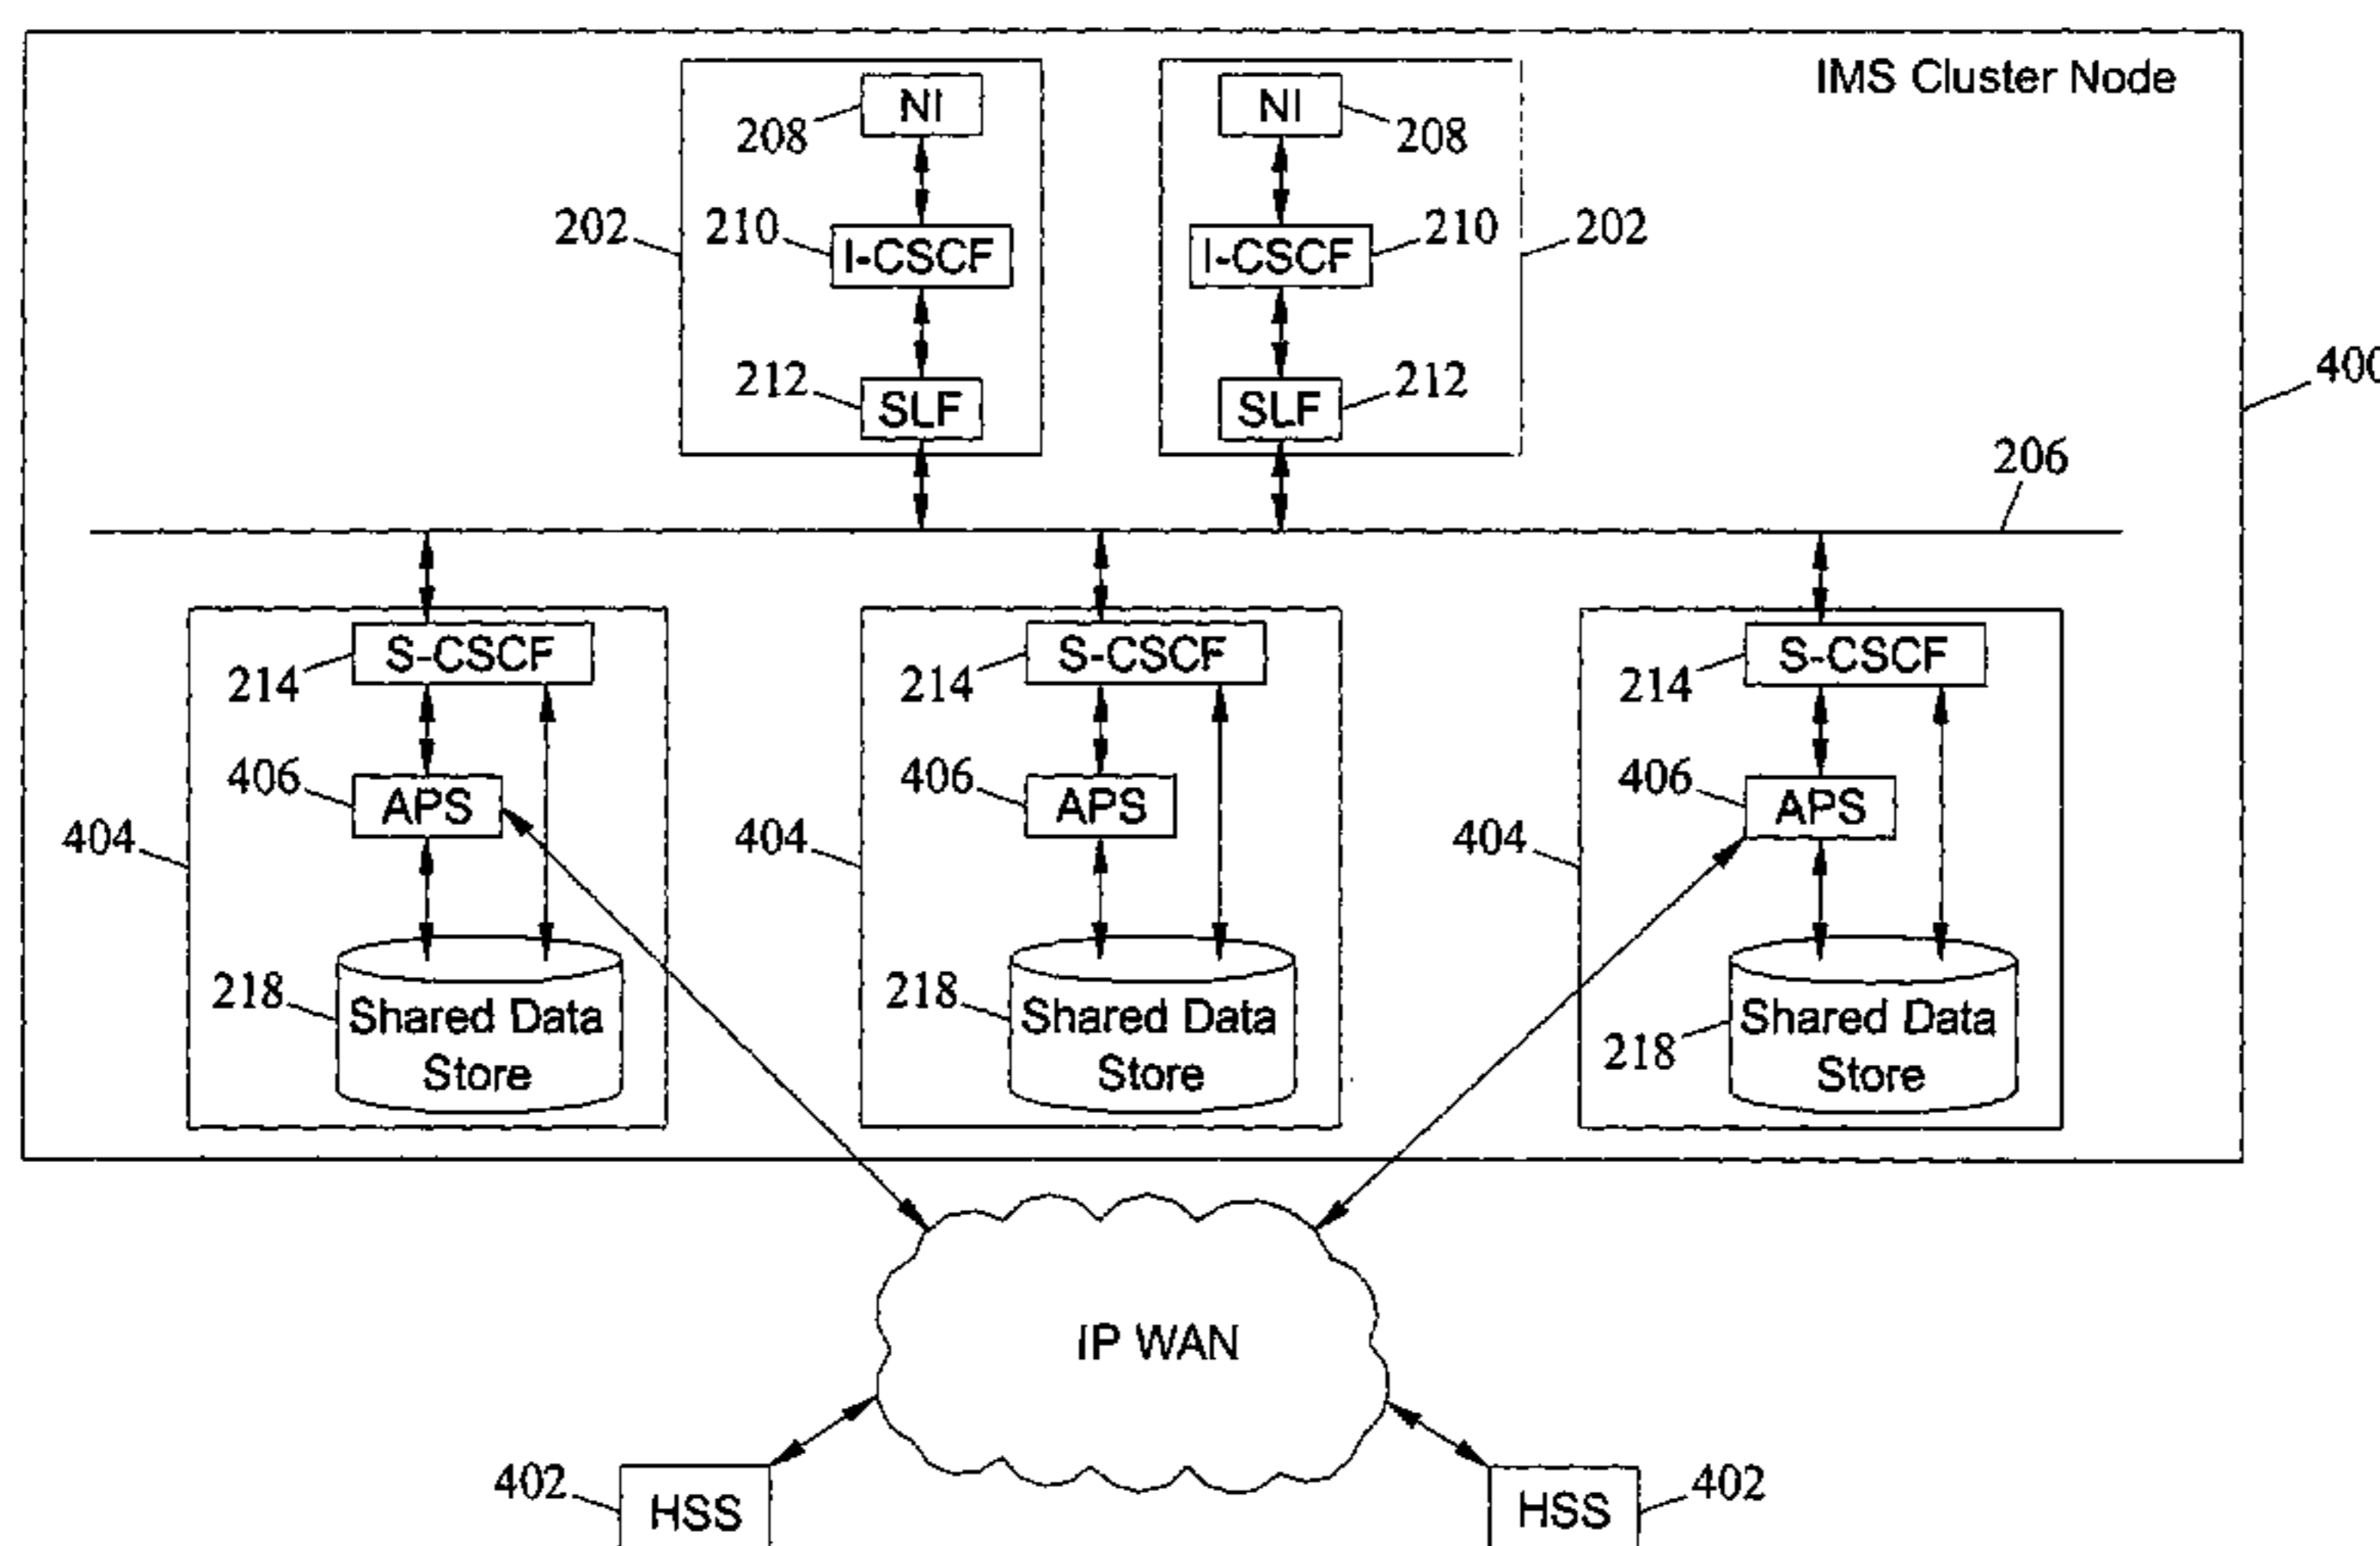 IMS Cluster Node
NI
NI
208
208
202
210
I-CSCF
I-CSCF
210
202
212
SLF
SLF
212
400
206
S-CSCF
S-CSCF
S-CSCF
214
214
214
406
APS
406
APS
406
APS
404
404
404
218
218
218
Shared Data
Store
Shared Data
Store
Shared Data
Store
IP WAN
402
HSS
HSS
402